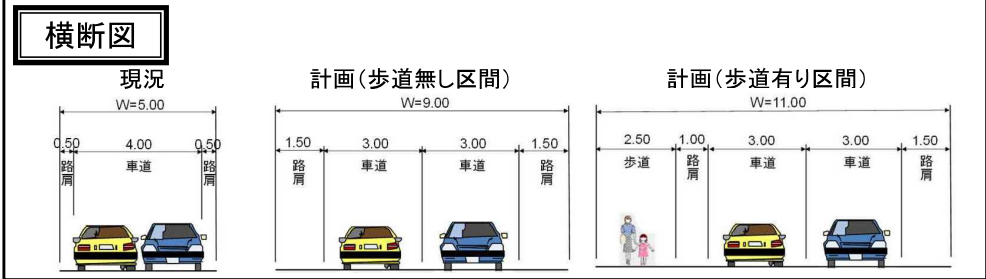 横断図
現況
W=5.00
0.50 4.00 0.50
路肩 車道 路肩
計画(歩道無し区間)
W=9.00
1.50 3.00 3.00 1.50
路肩 車道 車道 路肩
計画(歩道有り区間)
W=11.00
2.50 1.00 3.00 3.00 1.50
歩道 路肩 車道 車道 路肩